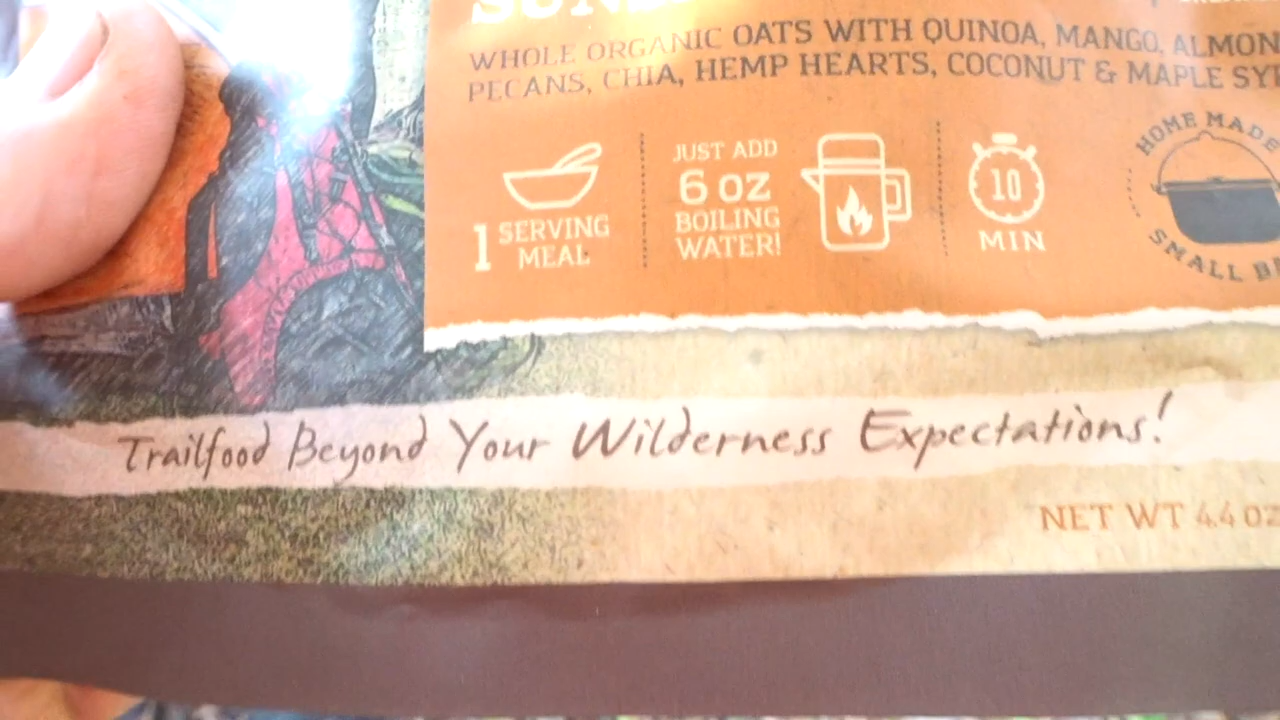 WHOLE ORGANIC OATS WITH QUINOA, MANGO, ALMON
PECANS, CHIA, HEMP HEARTS, COCONUT & MAPLE SY
1 SERVING
MEAL
JUST ADD
6 OZ
BOILING
WATER!
10
MIN
HOME MADE
SMALL B
Trailfood Beyond Your Wilderness Expectations!
NET WT 4.4 OZ